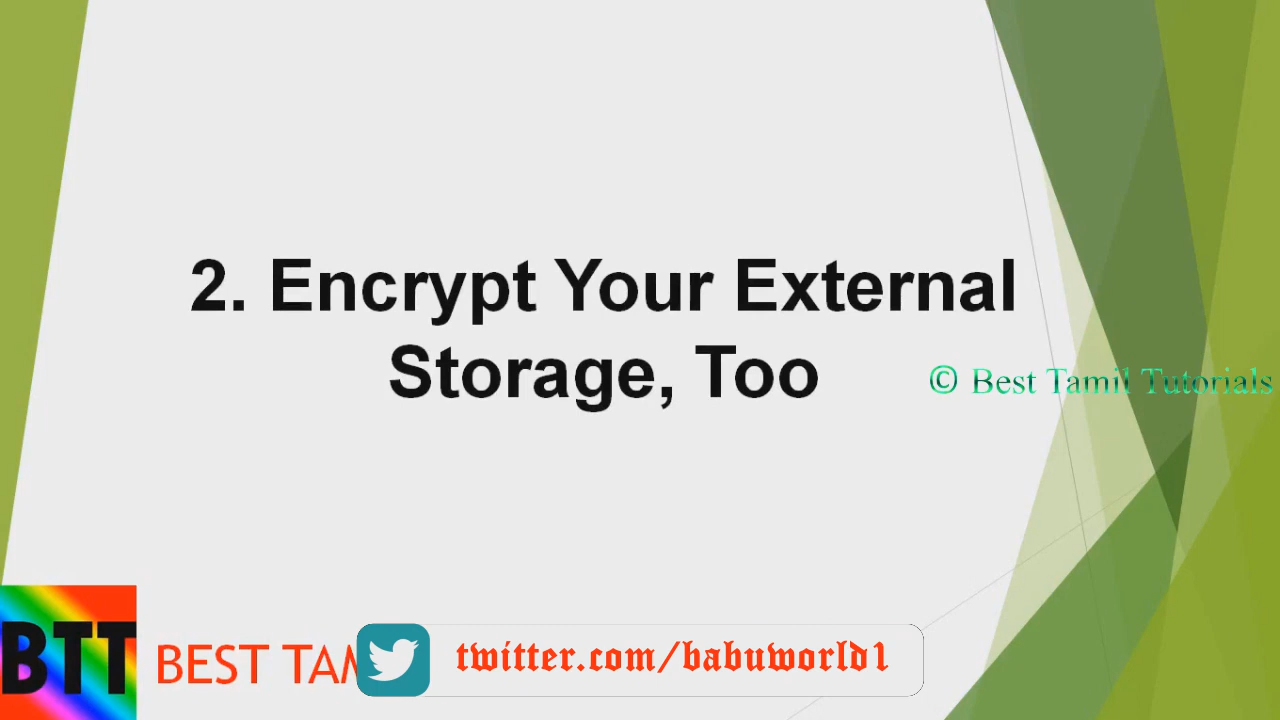 2. Encrypt Your External
Storage, Too
© Best Tamil Tutorials
BTT
BEST TAM
twitter.com/babuworld1